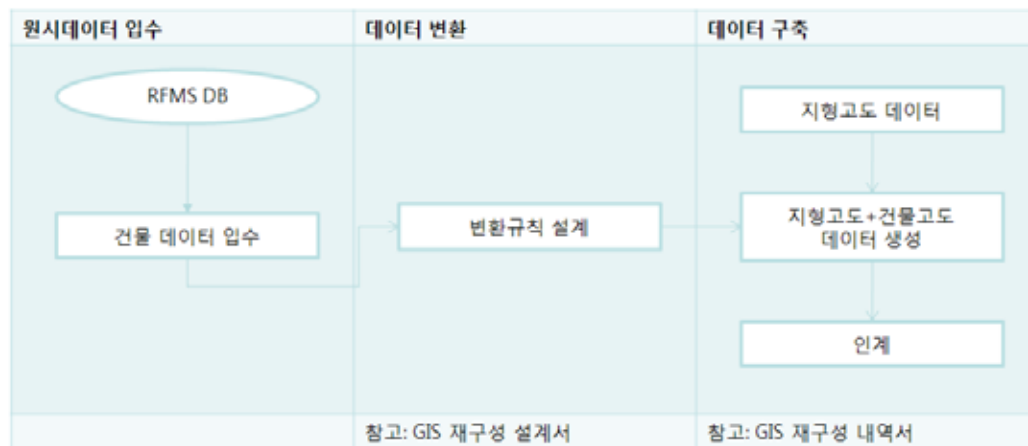 원시데이터 입수
데이터 변환
데이터 구축
RFMS DB
건물 데이터 입수
변환규칙 설계
지형고도 데이터
지형고도+건물고도
데이터 생성
인계
참고: GIS 재구성 설계서
참고: GIS 재구성 내역서